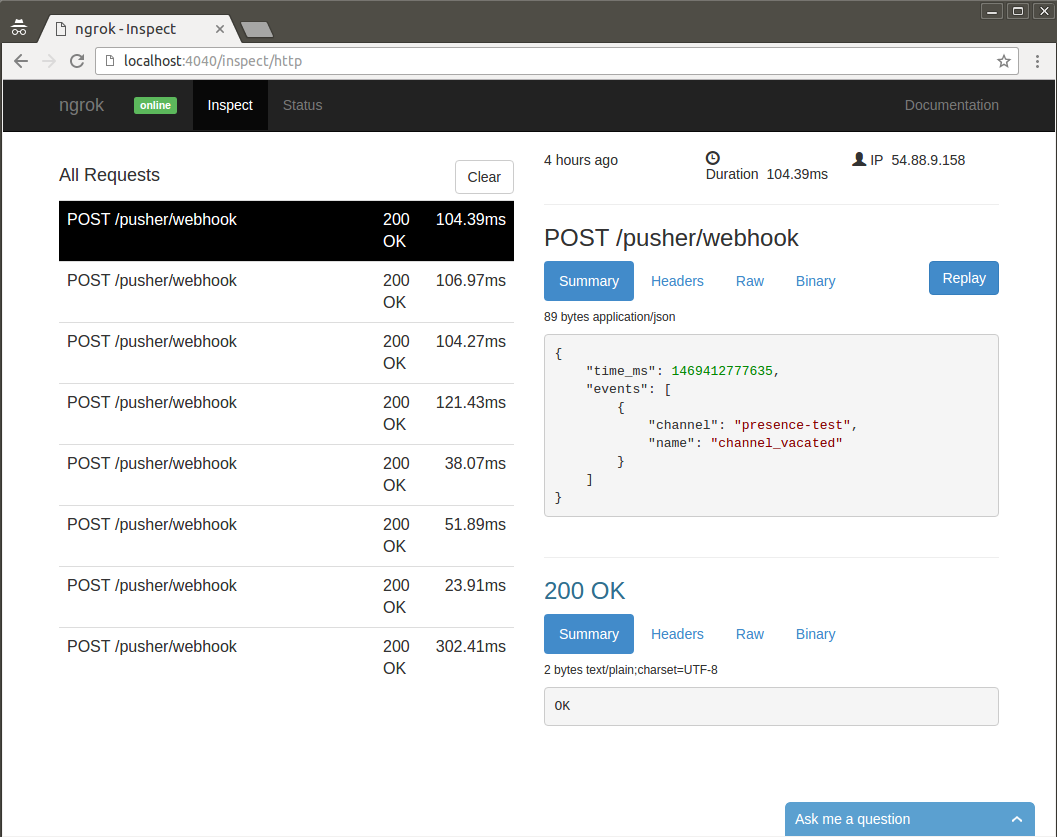 ngrok - Inspect
localhost:4040/inspect/http
ngrok online Inspect Status Documentation
All Requests Clear
POST /pusher/webhook 200 OK 104.39ms
POST /pusher/webhook 200 OK 106.97ms
POST /pusher/webhook 200 OK 104.27ms
POST /pusher/webhook 200 OK 121.43ms
POST /pusher/webhook 200 OK 38.07ms
POST /pusher/webhook 200 OK 51.89ms
POST /pusher/webhook 200 OK 23.91ms
POST /pusher/webhook 200 OK 302.41ms
4 hours ago
Duration 104.39ms
IP 54.88.9.158
POST /pusher/webhook
Summary Headers Raw Binary Replay
89 bytes application/json
{
    "time_ms": 1469412777635,
    "events": [
        {
            "channel": "presence-test",
            "name": "channel_vacated"
        }
    ]
}
200 OK
Summary Headers Raw Binary
2 bytes text/plain;charset=UTF-8
OK
Ask me a question